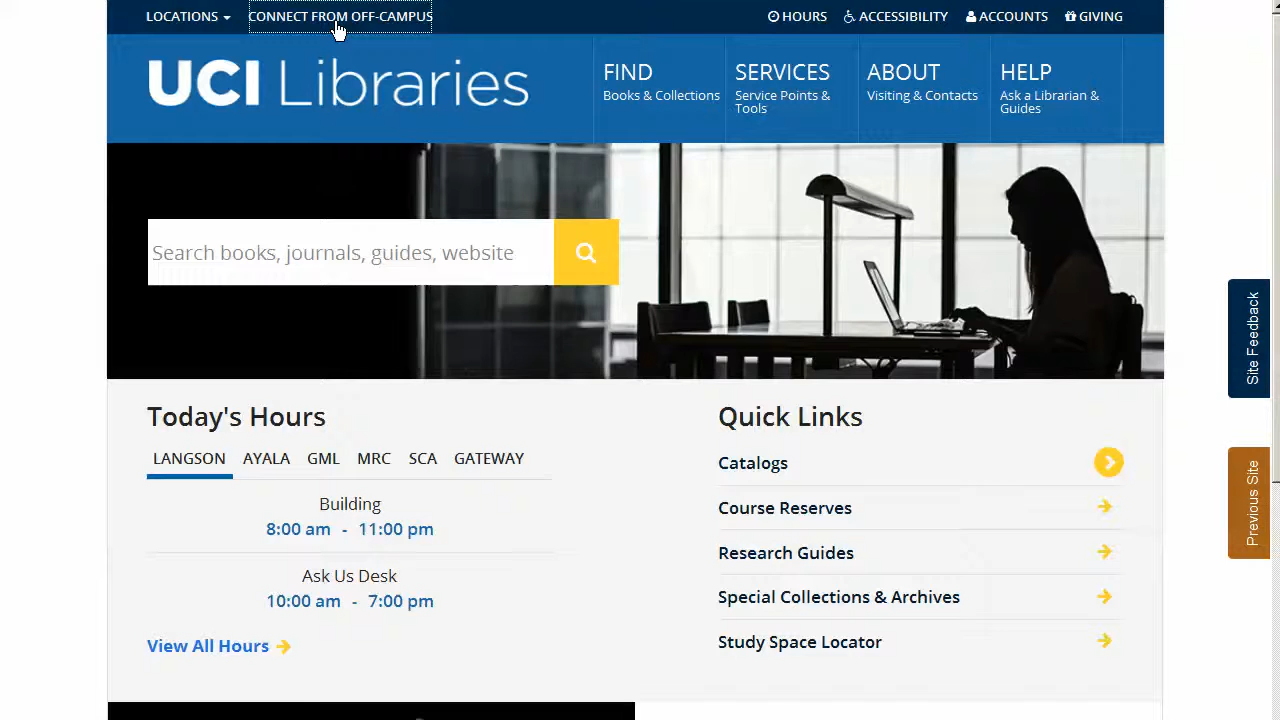 LOCATIONS CONNECT FROM OFF-CAMPUS HOURS ACCESSIBILITY ACCOUNTS GIVING
UCI Libraries
FIND
Books & Collections
SERVICES
Service Points &
Tools
ABOUT
Visiting & Contacts
HELP
Ask a Librarian &
Guides
Search books, journals, guides, website
Site Feedback
Previous Site
Today's Hours
LANGSON AYALA GML MRC SCA GATEWAY
Building
8:00 am - 11:00 pm
Ask Us Desk
10:00 am - 7:00 pm
View All Hours
Quick Links
Catalogs
Course Reserves
Research Guides
Special Collections & Archives
Study Space Locator